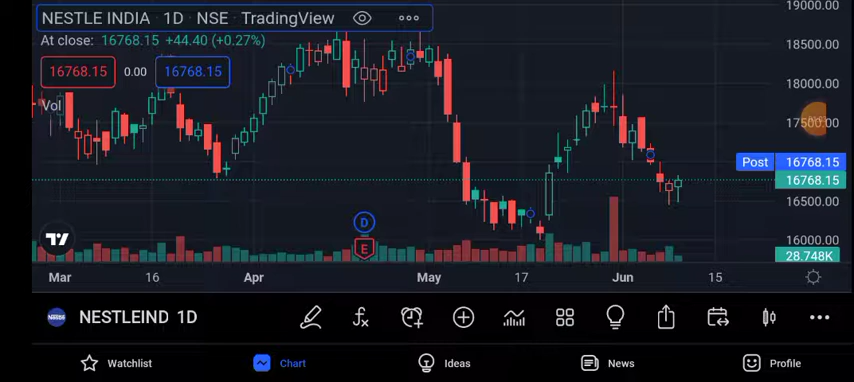 NESTLE INDIA · 1D · NSE · TradingView
19000.00
At close: 16768.15 +44.40 (+0.27%)
18500.00
16768.15 0.00 16768.15
18000.00
Vol
17500.00
Post 16768.15
16768.15
16500.00
D
E
16000.00
28.748K
Mar 16 Apr May 17 Jun 15
NESTLEIND 1D
Watchlist Chart Ideas News Profile